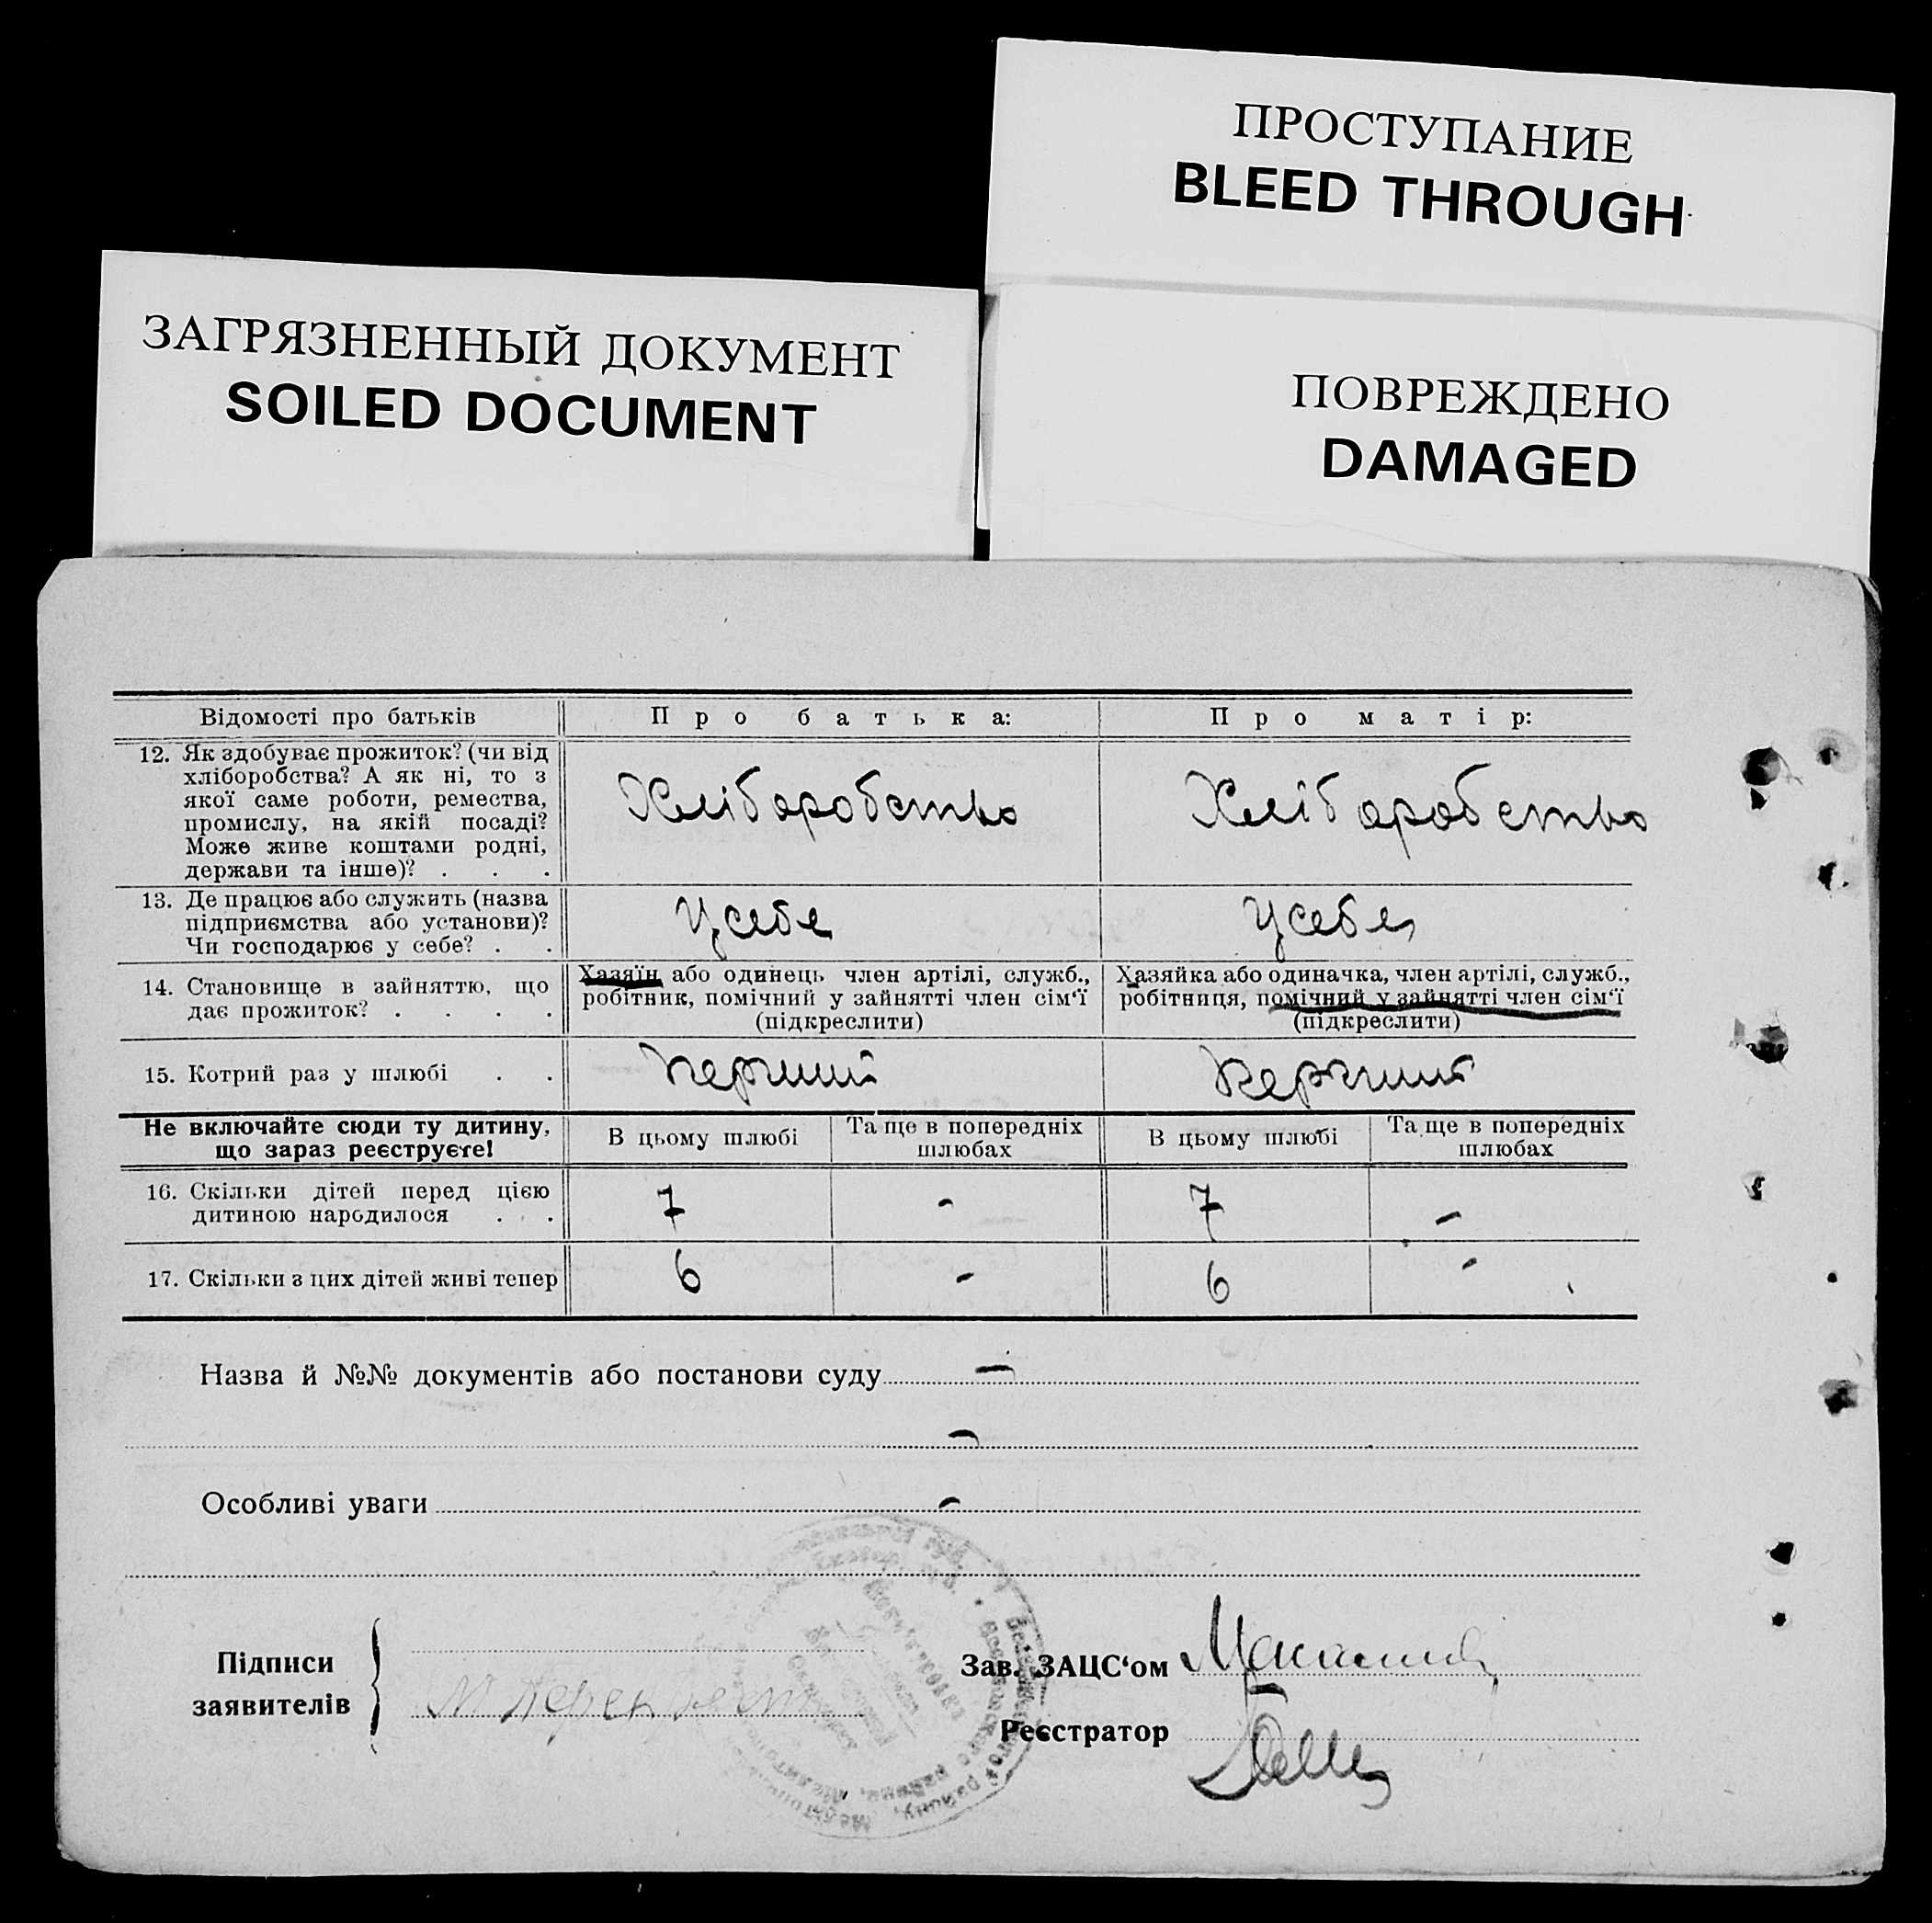 ПРОСТУПАНИЕ
BLEED THROUGH
ЗАГРЯЗНЕННЫЙ ДОКУМЕНТ
SOILED DOCUMENT
ПОВРЕЖДЕНО
DAMAGED
Відомості про батьків Про батька: Про матір:
12. Як здобуває прожиток? (чи від
хліборобства? А як ні, то з
якої саме роботи, ремества,
промислу, на якій посаді?
Може живе коштами родні,
держави та інше)? . . .
Хліборобство Хліборобство
13. Де працює або служить (назва
підприємства або установи)?
Чи господарює у себе? . .
У себе У себе
14. Становище в зайняттю, що
дає прожиток? . . . .
Хазяїн або одинець член артілі, служб.,
робітник, помічний у зайнятті член сім'ї
(підкреслити)
Хазяйка або одиначка, член артілі, служб.,
робітниця, помічний у зайнятті член сім'ї
(підкреслити)
15. Котрий раз у шлюбі . . Перший Перший
Не включайте сюди ту дитину,
що зараз реєструєте!
В цьому шлюбі
Та ще в попередніх
шлюбах
В цьому шлюбі
Та ще в попередніх
шлюбах
16. Скільки дітей перед цією
дитиною народилося . . .
7 - 7 -
17. Скільки з цих дітей живі тепер 6 - 6 -
Назва й №№ документів або постанови суду —
—
Особливі уваги -
Підписи
заявителів
Зав. ЗАЦС'ом
Реєстратор